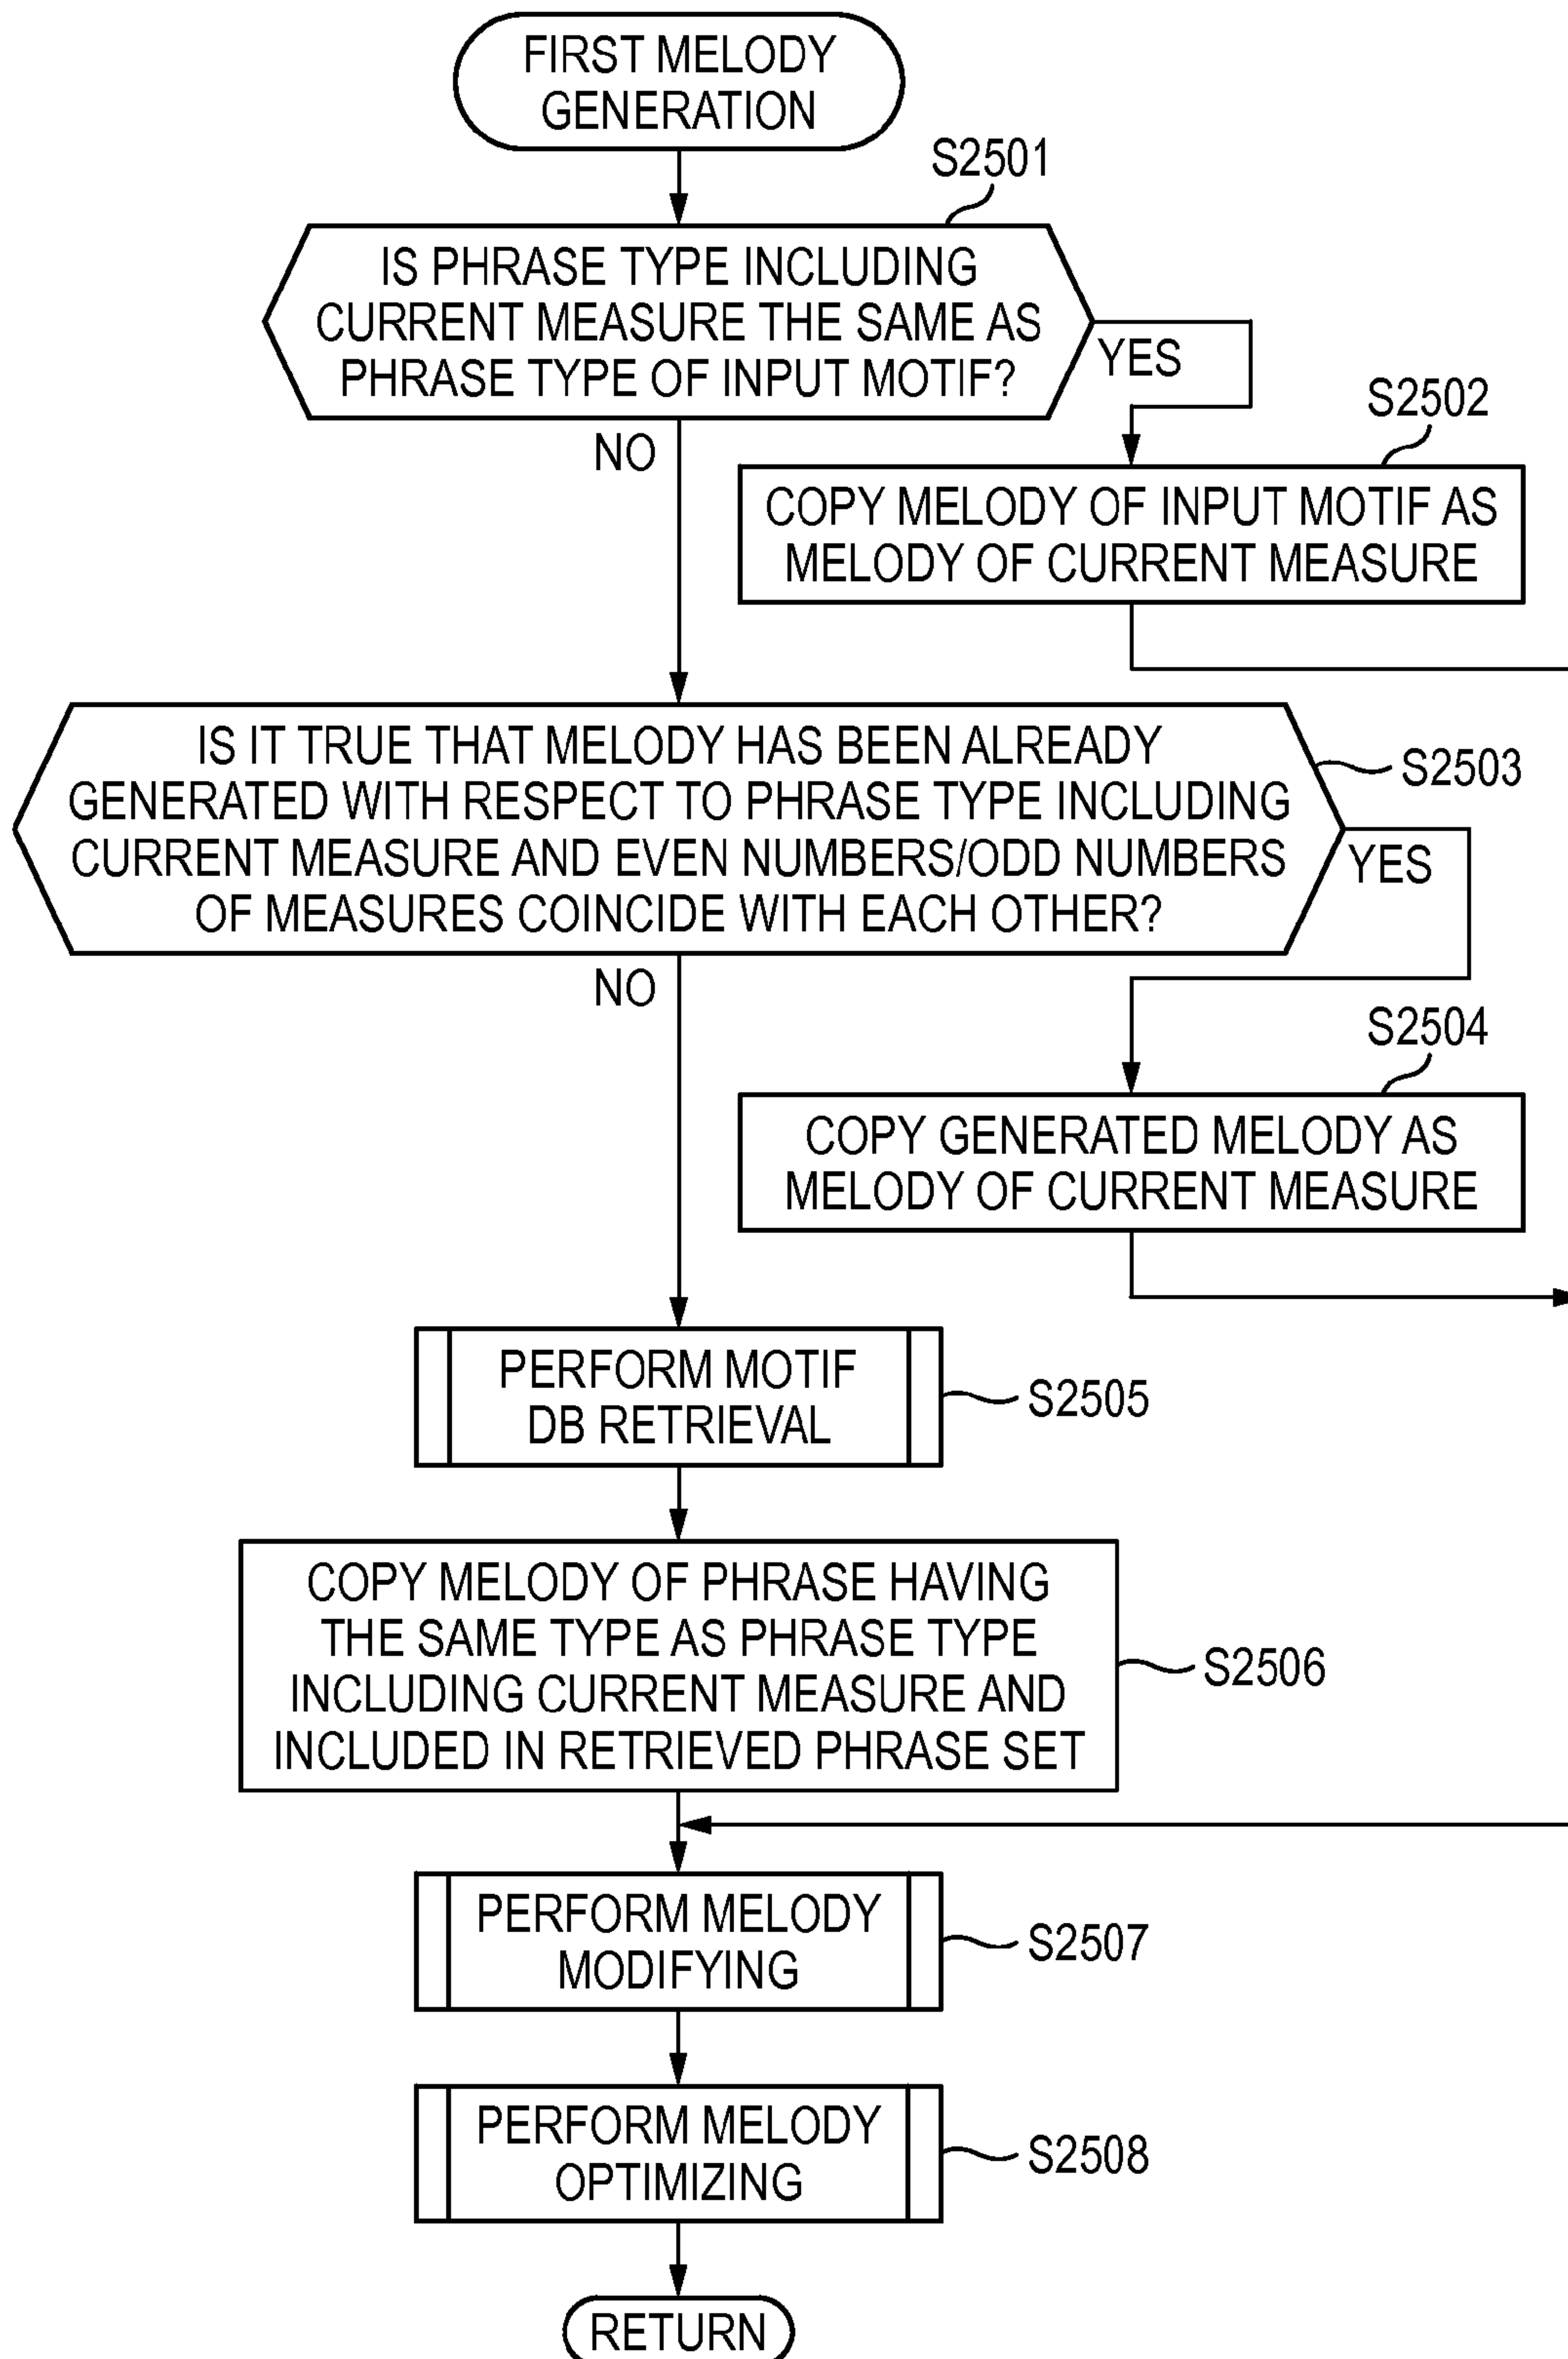 FIRST MELODY
GENERATION
S2501
IS PHRASE TYPE INCLUDING
CURRENT MEASURE THE SAME AS
PHRASE TYPE OF INPUT MOTIF?
YES
NO
S2502
COPY MELODY OF INPUT MOTIF AS
MELODY OF CURRENT MEASURE
IS IT TRUE THAT MELODY HAS BEEN ALREADY
GENERATED WITH RESPECT TO PHRASE TYPE INCLUDING
CURRENT MEASURE AND EVEN NUMBERS/ODD NUMBERS
OF MEASURES COINCIDE WITH EACH OTHER?
S2503
YES
NO
S2504
COPY GENERATED MELODY AS
MELODY OF CURRENT MEASURE
PERFORM MOTIF
DB RETRIEVAL
S2505
COPY MELODY OF PHRASE HAVING
THE SAME TYPE AS PHRASE TYPE
INCLUDING CURRENT MEASURE AND
INCLUDED IN RETRIEVED PHRASE SET
S2506
PERFORM MELODY
MODIFYING
S2507
PERFORM MELODY
OPTIMIZING
S2508
RETURN